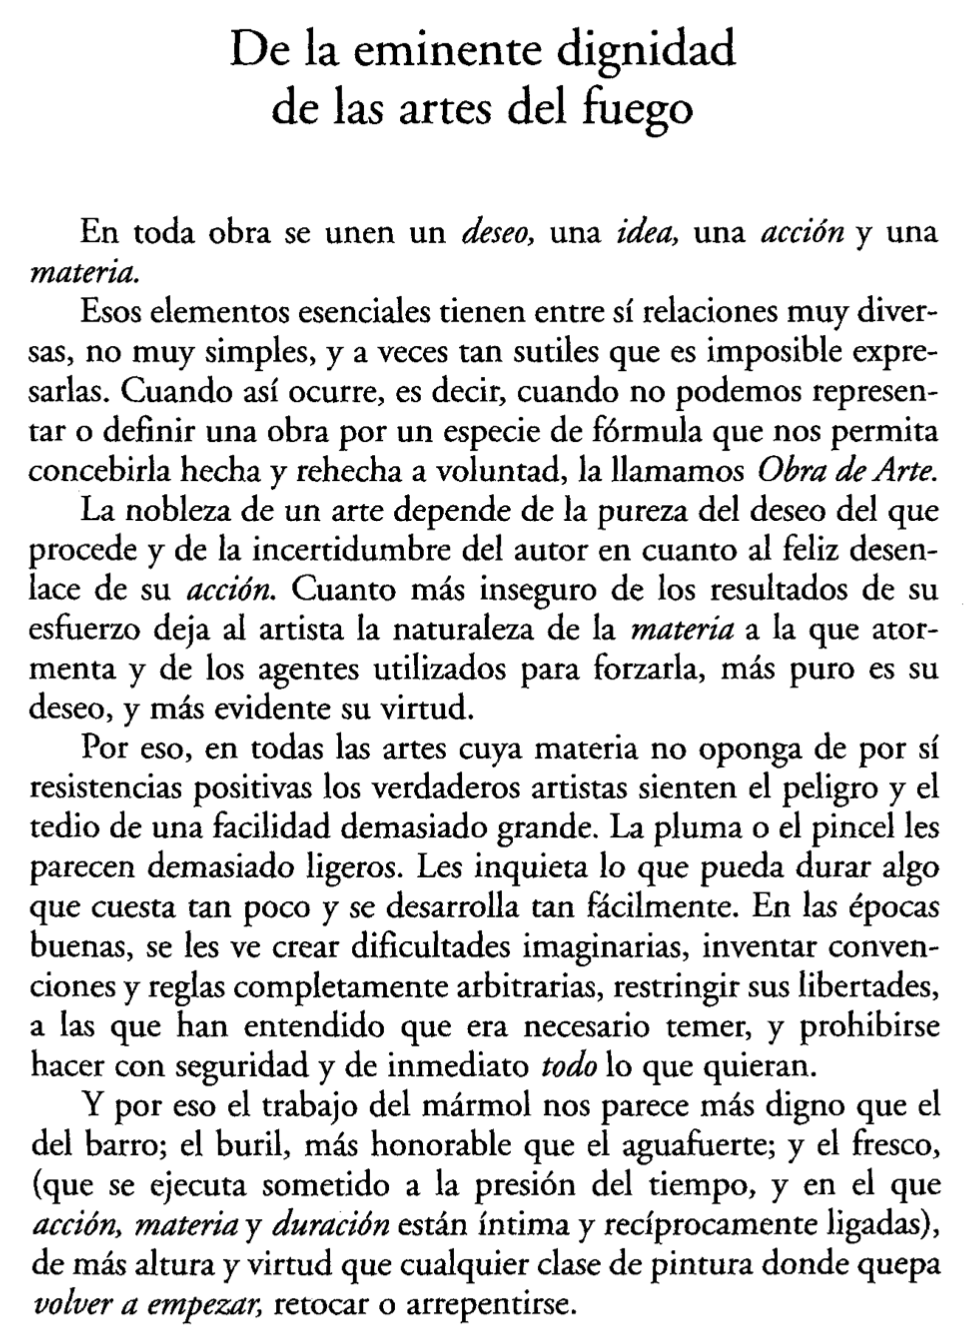 De la eminente dignidad
de las artes del fuego
En toda obra se unen un deseo, una idea, una acción y una
materia.
Esos elementos esenciales tienen entre sí relaciones muy diver-
sas, no muy simples, y a veces tan sutiles que es imposible expre-
sarlas. Cuando así ocurre, es decir, cuando no podemos represen-
tar o definir una obra por un especie de fórmula que nos permita
concebirla hecha y rehecha a voluntad, la llamamos Obra de Arte.
La nobleza de un arte depende de la pureza del deseo del que
procede y de la incertidumbre del autor en cuanto al feliz desen-
lace de su acción. Cuanto más inseguro de los resultados de su
esfuerzo deja al artista la naturaleza de la materia a la que ator-
menta y de los agentes utilizados para forzarla, más puro es su
deseo, y más evidente su virtud.
Por eso, en todas las artes cuya materia no oponga de por sí
resistencias positivas los verdaderos artistas sienten el peligro y el
tedio de una facilidad demasiado grande. La pluma o el pincel les
parecen demasiado ligeros. Les inquieta lo que pueda durar algo
que cuesta tan poco y se desarrolla tan fácilmente. En las épocas
buenas, se les ve crear dificultades imaginarias, inventar conven-
ciones y reglas completamente arbitrarias, restringir sus libertades,
a las que han entendido que era necesario temer, y prohibirse
hacer con seguridad y de inmediato todo lo que quieran.
Y por eso el trabajo del mármol nos parece más digno que el
del barro; el buril, más honorable que el aguafuerte; y el fresco,
(que se ejecuta sometido a la presión del tiempo, y en el que
acción, materia y duración están íntima y recíprocamente ligadas),
de más altura y virtud que cualquier clase de pintura donde quepa
volver a empezar, retocar o arrepentirse.